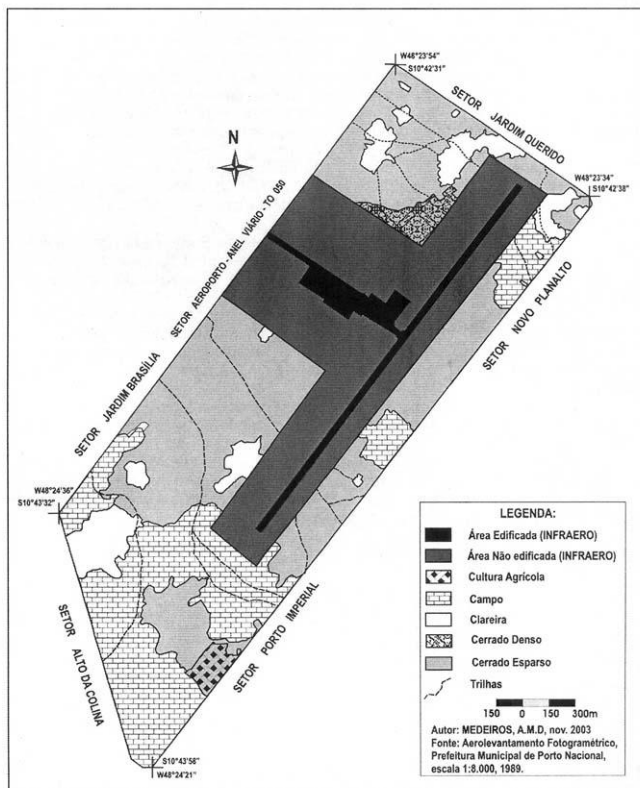 W48°23'54"
S10°42'31"
SETOR JARDIM QUERIDO
N
W48°23'34"
S10°42'38"
SETOR AEROPORTO - ANEL VIÁRIO - TO 050
SETOR NOVO PLANALTO
SETOR JARDIM BRASÍLIA
W48°24'36"
S10°43'32"
SETOR ALTO DA COLINA
SETOR PORTO IMPERIAL
S10°43'56"
W48°24'21"
LEGENDA:
Área Edificada (INFRAERO)
Área Não edificada (INFRAERO)
Cultura Agrícola
Campo
Clareira
Cerrado Denso
Cerrado Esparso
Trilhas
150 0 150 300m
Autor: MEDEIROS, A.M.D, nov. 2003
Fonte: Aerolevantamento Fotogramétrico,
Prefeitura Municipal de Porto Nacional,
escala 1:8.000, 1989.